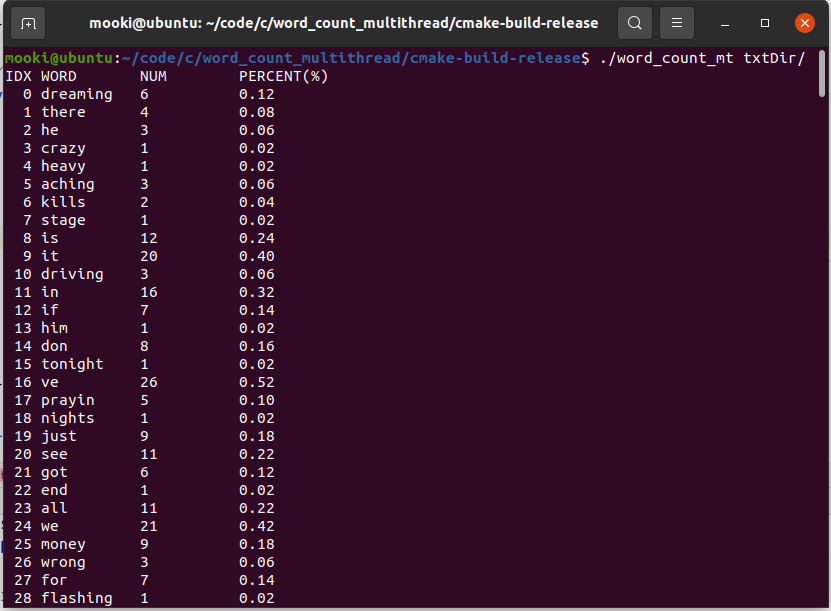 mooki@ubuntu: ~/code/c/word_count_multithread/cmake-build-release
mooki@ubuntu:~/code/c/word_count_multithread/cmake-build-release$ ./word_count_mt txtDir/
IDX WORD NUM PERCENT(%)
0 dreaming 6 0.12
1 there 4 0.08
2 he 3 0.06
3 crazy 1 0.02
4 heavy 1 0.02
5 aching 3 0.06
6 kills 2 0.04
7 stage 1 0.02
8 is 12 0.24
9 it 20 0.40
10 driving 3 0.06
11 in 16 0.32
12 if 7 0.14
13 him 1 0.02
14 don 8 0.16
15 tonight 1 0.02
16 ve 26 0.52
17 prayin 5 0.10
18 nights 1 0.02
19 just 9 0.18
20 see 11 0.22
21 got 6 0.12
22 end 1 0.02
23 all 11 0.22
24 we 21 0.42
25 money 9 0.18
26 wrong 3 0.06
27 for 7 0.14
28 flashing 1 0.02